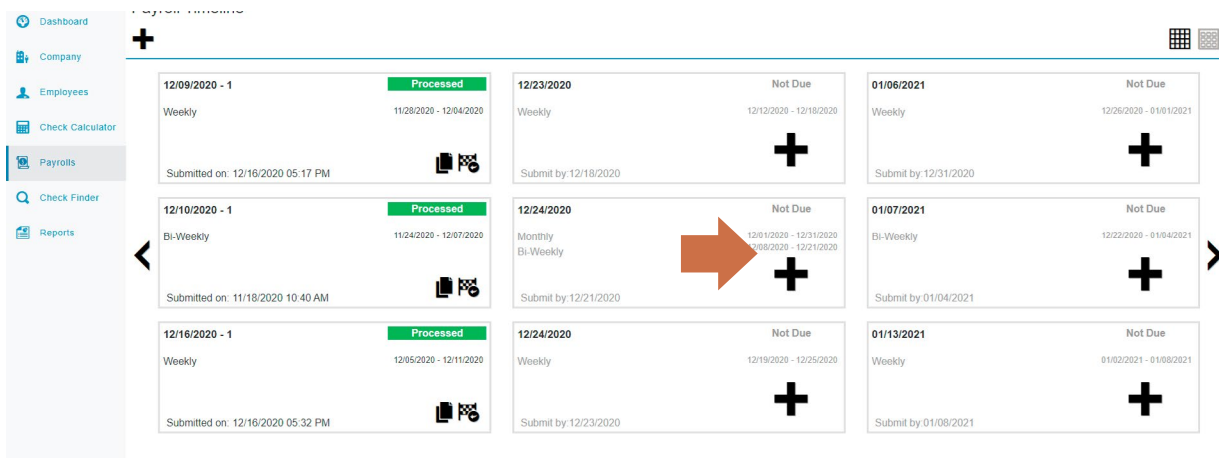 Payroll Timeline
Dashboard
Company
Employees
Check Calculator
Payrolls
Check Finder
Reports
12/09/2020 - 1
Processed
Weekly
11/28/2020 - 12/04/2020
Submitted on: 12/16/2020 05:17 PM
12/23/2020
Not Due
Weekly
12/12/2020 - 12/18/2020
Submit by:12/18/2020
01/06/2021
Not Due
Weekly
12/26/2020 - 01/01/2021
Submit by:12/31/2020
12/10/2020 - 1
Processed
Bi-Weekly
11/24/2020 - 12/07/2020
Submitted on: 11/18/2020 10:40 AM
12/24/2020
Not Due
Monthly
12/01/2020 - 12/31/2020
Bi-Weekly
12/08/2020 - 12/21/2020
Submit by:12/21/2020
01/07/2021
Not Due
Bi-Weekly
12/22/2020 - 01/04/2021
Submit by:01/04/2021
12/16/2020 - 1
Processed
Weekly
12/05/2020 - 12/11/2020
Submitted on: 12/16/2020 05:32 PM
12/24/2020
Not Due
Weekly
12/19/2020 - 12/25/2020
Submit by:12/23/2020
01/13/2021
Not Due
Weekly
01/02/2021 - 01/08/2021
Submit by:01/08/2021